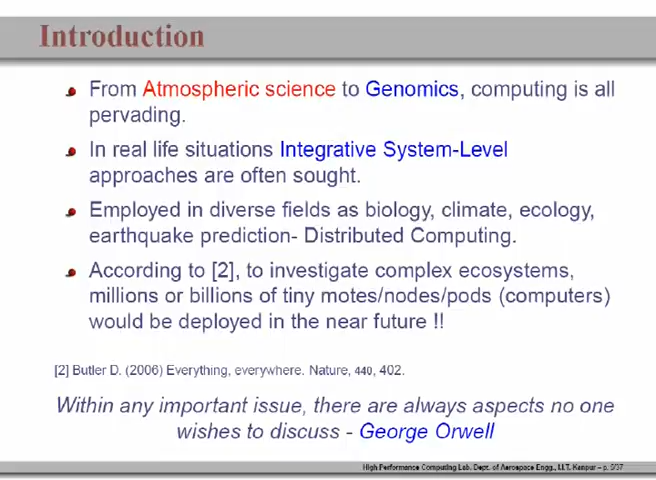 Introduction
From Atmospheric science to Genomics, computing is all
pervading.
In real life situations Integrative System-Level
approaches are often sought.
Employed in diverse fields as biology, climate, ecology,
earthquake prediction- Distributed Computing.
According to [2], to investigate complex ecosystems,
millions or billions of tiny motes/nodes/pods (computers)
would be deployed in the near future !!
[2] Butler D. (2006) Everything, everywhere. Nature, 440, 402.
Within any important issue, there are always aspects no one
wishes to discuss - George Orwell
High Performance Computing Lab, Dept. of Aerospace Engg., I.I.T. Kanpur – p. 5/37